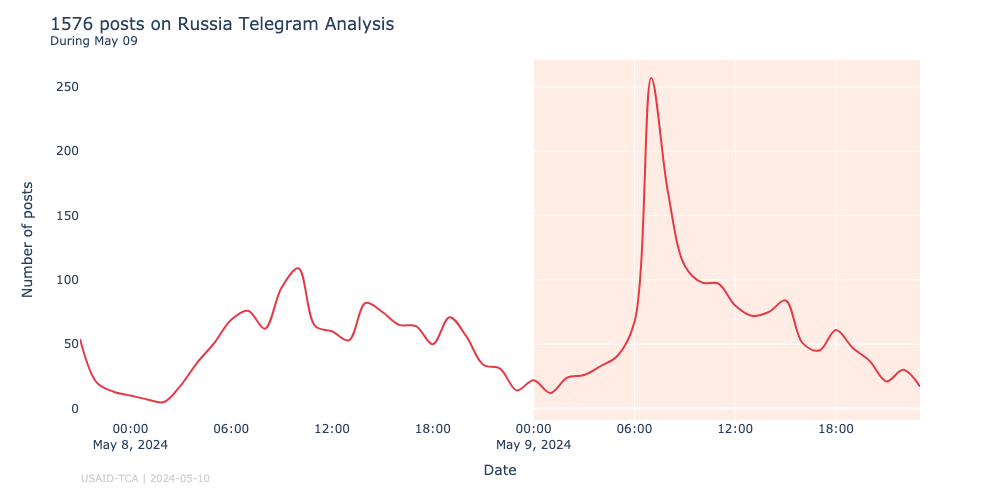 1576 posts on Russia Telegram Analysis
During May 09
Number of posts
250
200
150
100
50
0
00:00 06:00 12:00 18:00 00:00 06:00 12:00 18:00
May 8, 2024 May 9, 2024
Date
USAID-TCA | 2024-05-10